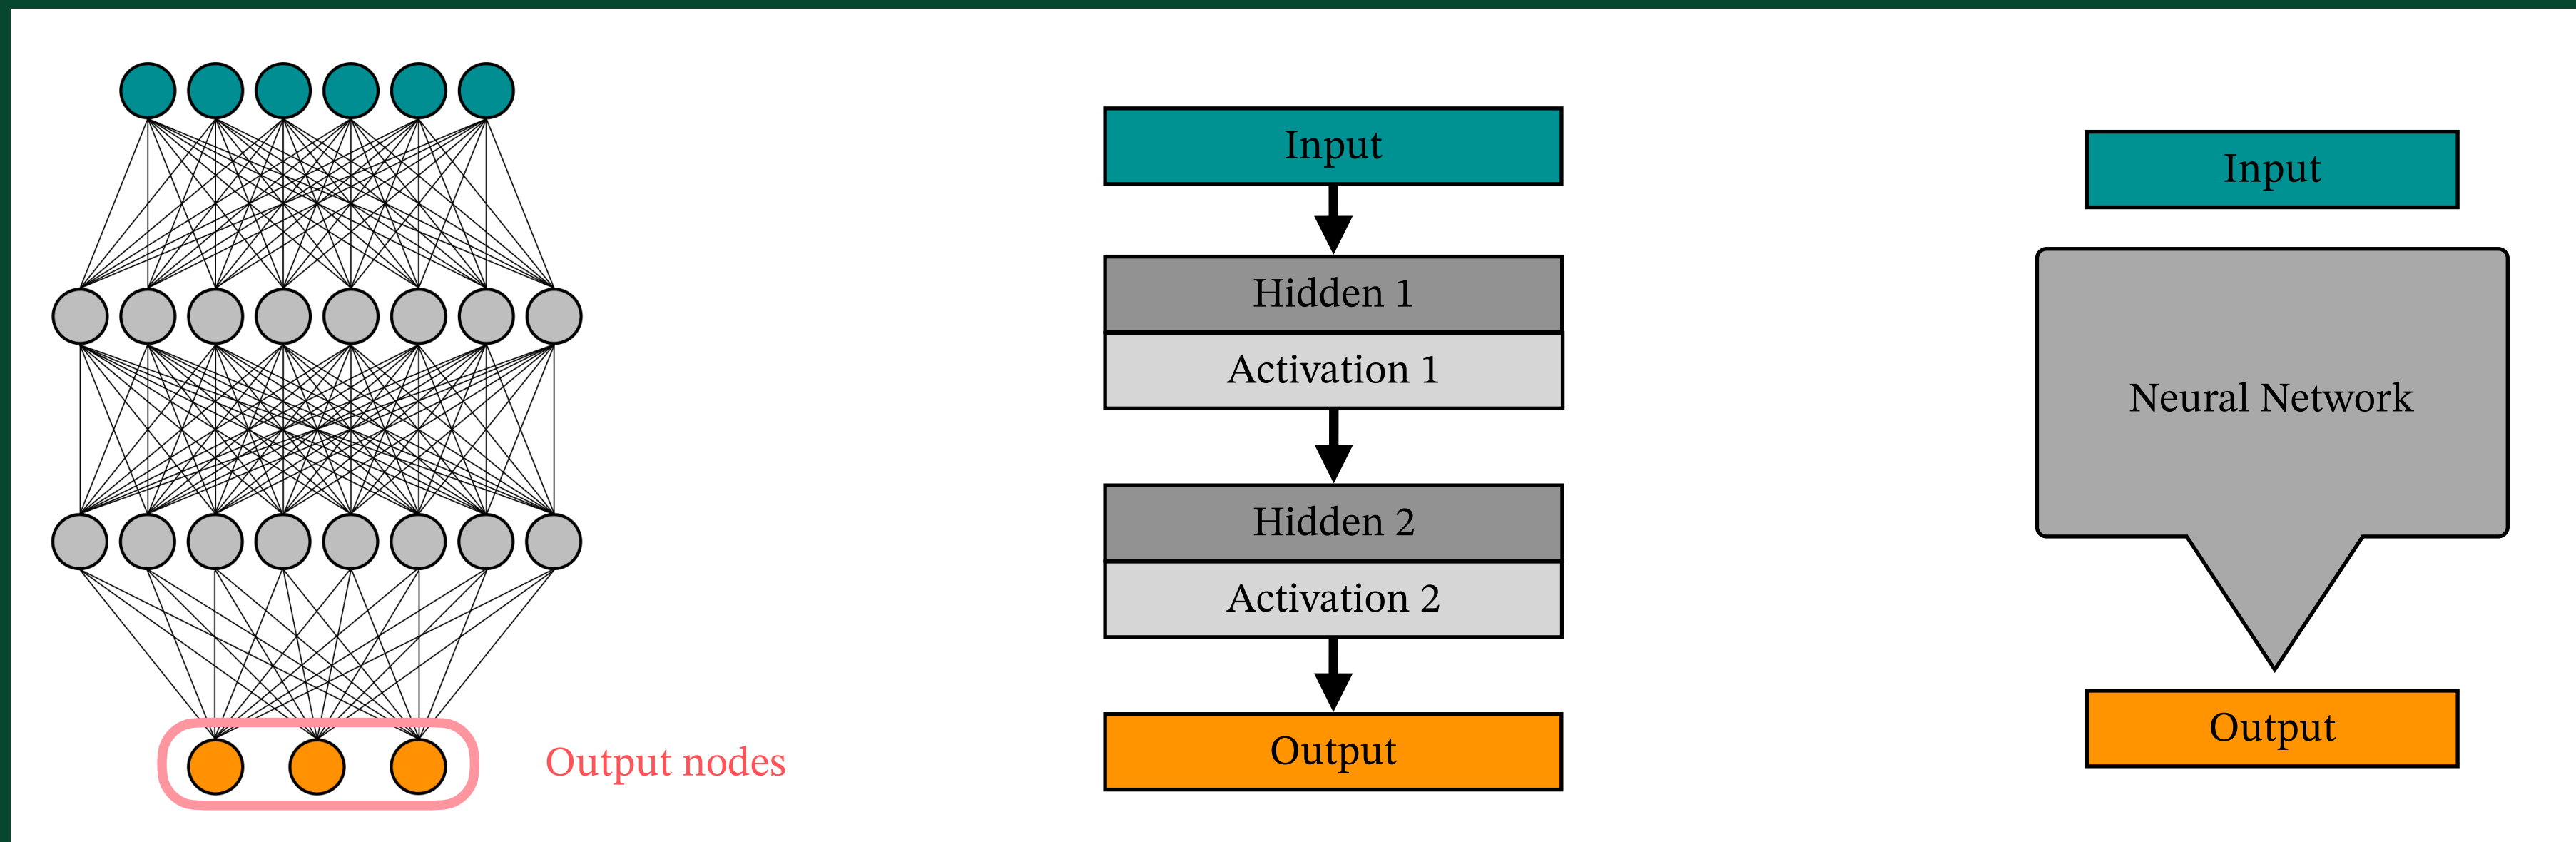 Output nodes
Input
Hidden 1
Activation 1
Hidden 2
Activation 2
Output
Input
Neural Network
Output